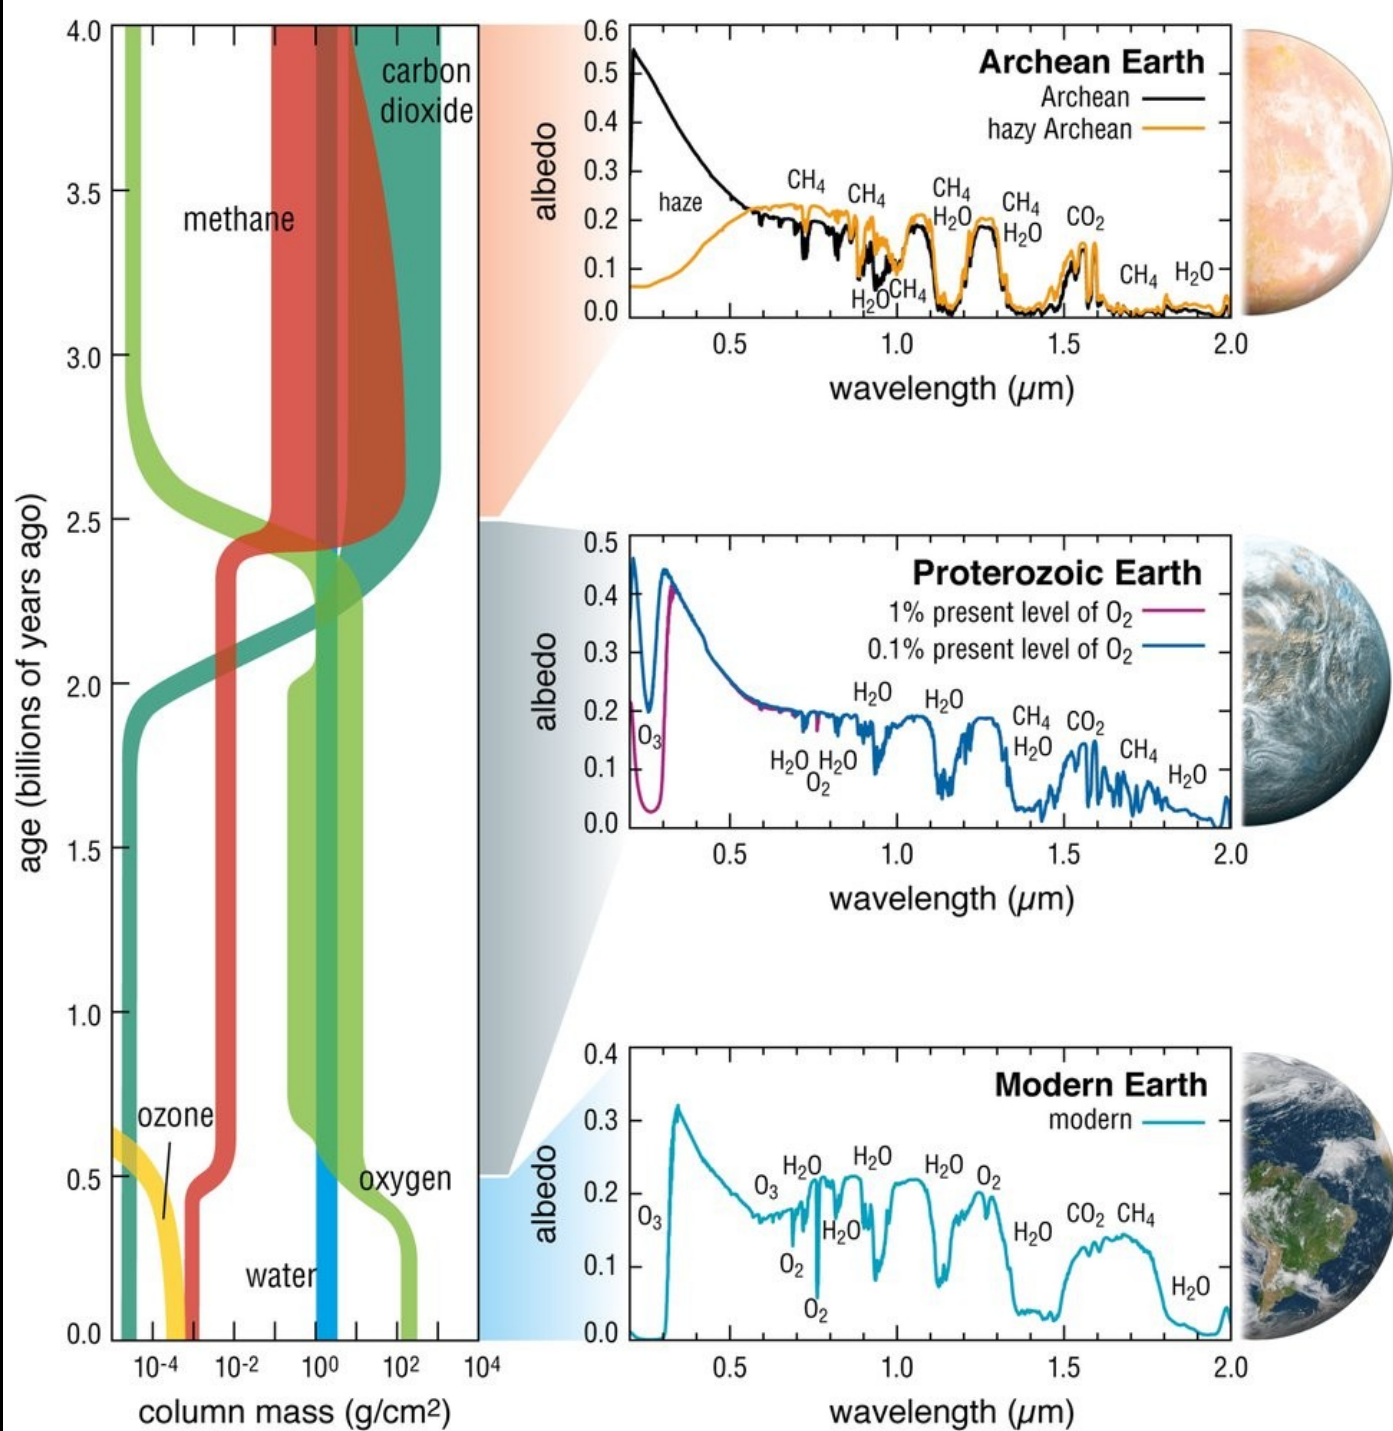 4.0
3.5
3.0
2.5
2.0
1.5
1.0
0.5
0.0
age (billions of years ago)
carbon
dioxide
methane
ozone
oxygen
water
10-4
10-2
100
102
104
column mass (g/cm2)
0.6
0.5
0.4
0.3
0.2
0.1
0.0
albedo
Archean Earth
Archean
hazy Archean
haze
CH4
CH4
CH4
H2O
CH4
H2O
CO2
CH4
H2O
H2O
CH4
0.5
1.0
1.5
2.0
wavelength (μm)
0.5
0.4
0.3
0.2
0.1
0.0
albedo
Proterozoic Earth
1% present level of O2
0.1% present level of O2
O3
H2O
H2O
H2O
O2
H2O
CH4
H2O
CO2
CH4
H2O
0.5
1.0
1.5
2.0
wavelength (μm)
0.4
0.3
0.2
0.1
0.0
albedo
Modern Earth
modern
O3
O3
H2O
H2O
H2O
O2
H2O
O2
O2
H2O
CO2
CH4
H2O
0.5
1.0
1.5
2.0
wavelength (μm)